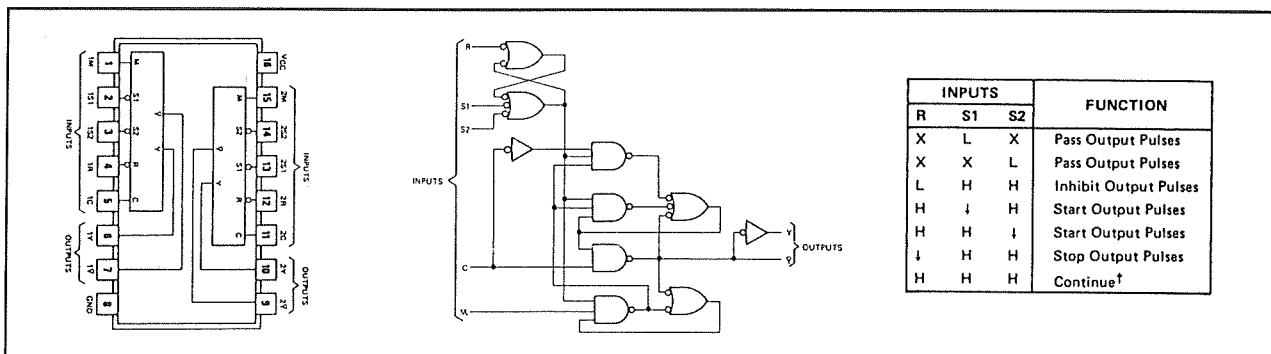 1M 1
1S1 2
1S2 3
1R 4
1C 5
1Y 6
1Ȳ 7
GND 8
16 VCC
15 2M
14 2S2
13 2S1
12 2R
11 2C
10 2Y
9 2Ȳ
INPUTS
OUTPUTS
INPUTS
OUTPUTS
M
S1
S2
R
C
Y
Y
M
S2
S1
R
C
Y
R
S1
S2
INPUTS
C
M
Y
OUTPUTS
INPUTS FUNCTION
R S1 S2
X L X Pass Output Pulses
X X L Pass Output Pulses
L H H Inhibit Output Pulses
H ↓ H Start Output Pulses
H H ↓ Start Output Pulses
↓ H H Stop Output Pulses
H H H Continue†